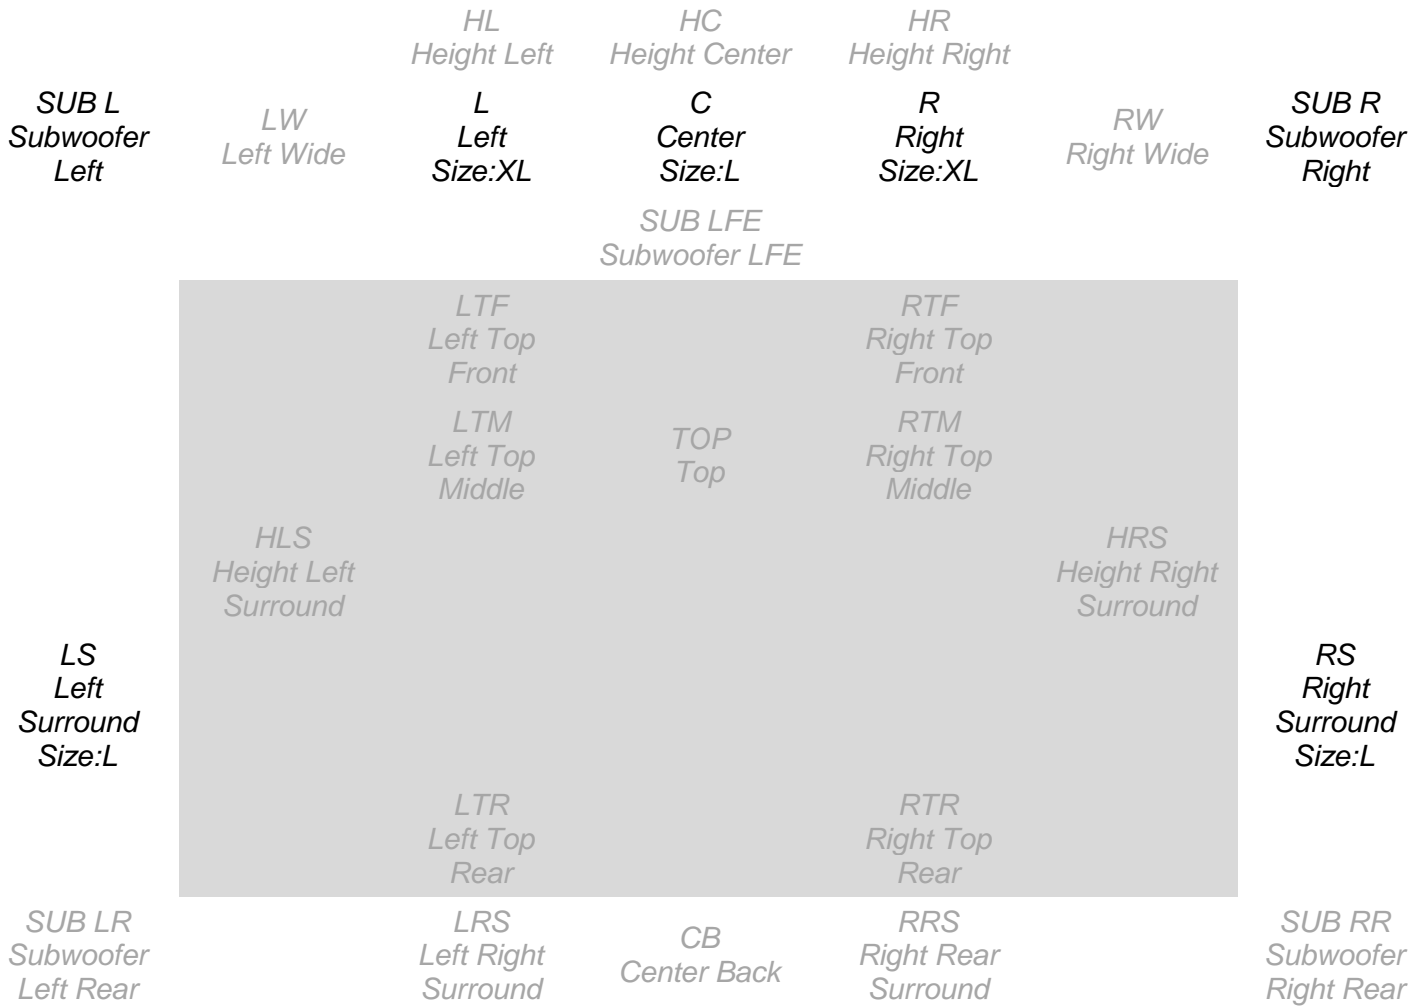 HL
Height Left
HC
Height Center
HR
Height Right
SUB L
Subwoofer
Left
LW
Left Wide
L
Left
Size:XL
C
Center
Size:L
R
Right
Size:XL
RW
Right Wide
SUB R
Subwoofer
Right
SUB LFE
Subwoofer LFE
LTF
Left Top
Front
RTF
Right Top
Front
LTM
Left Top
Middle
TOP
Top
RTM
Right Top
Middle
HLS
Height Left
Surround
HRS
Height Right
Surround
LS
Left
Surround
Size:L
RS
Right
Surround
Size:L
LTR
Left Top
Rear
RTR
Right Top
Rear
SUB LR
Subwoofer
Left Rear
LRS
Left Right
Surround
CB
Center Back
RRS
Right Rear
Surround
SUB RR
Subwoofer
Right Rear